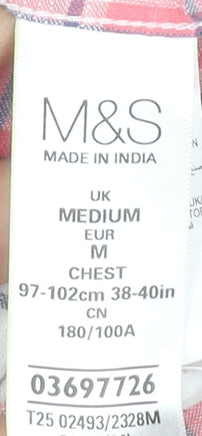 M&S
MADE IN INDIA
UK
MEDIUM
EUR
M
CHEST
97-102cm 38-40in
CN
180/100A
03697726
T25 02493/2328M